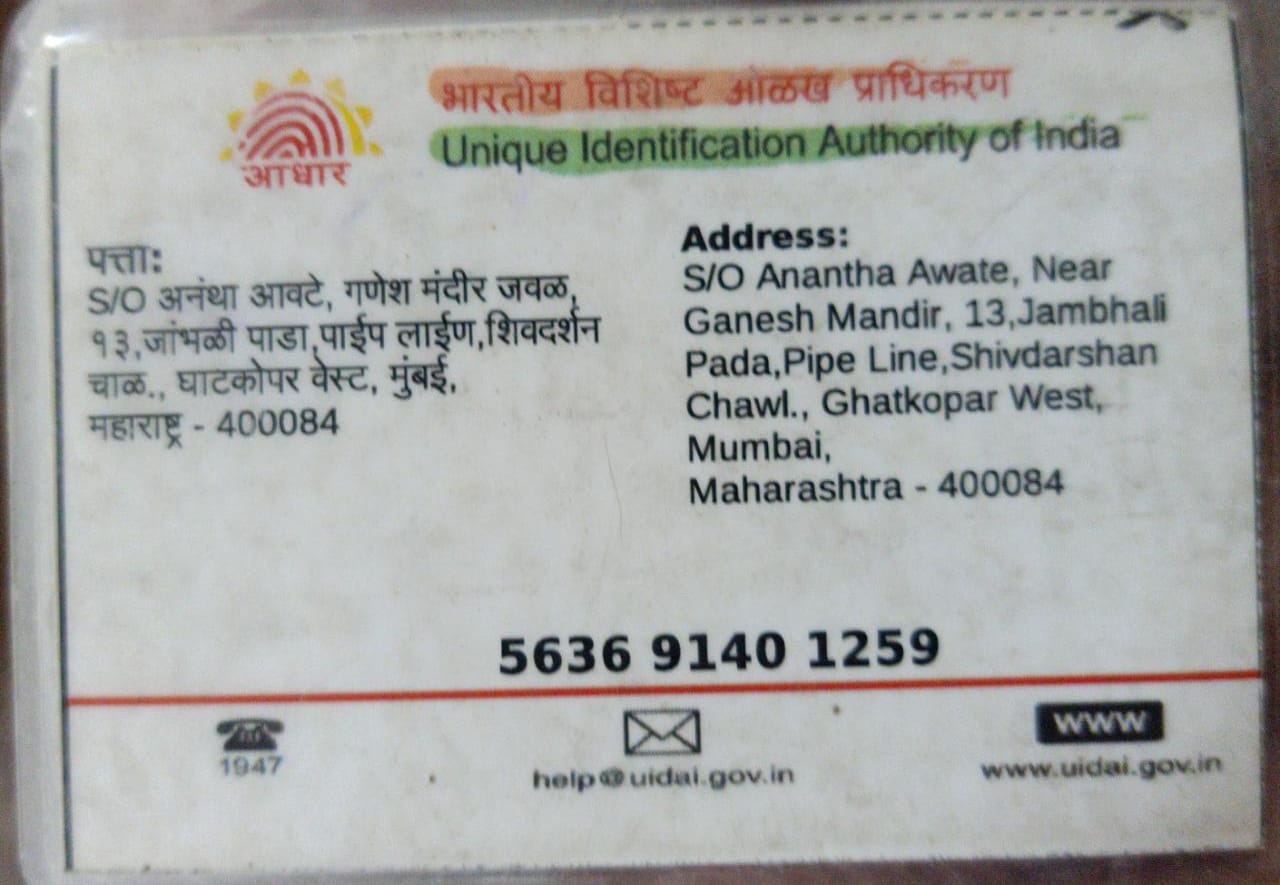 भारतीय विशिष्ट ओळख प्राधिकरण
Unique Identification Authority of India
आधार
पत्ता:
S/O अनंथा आवटे, गणेश मंदीर जवळ,
१३,जांभळी पाडा,पाईप लाईण,शिवदर्शन
चाळ., घाटकोपर वेस्ट, मुंबई,
महाराष्ट्र - 400084
Address:
S/O Anantha Awate, Near
Ganesh Mandir, 13,Jambhali
Pada,Pipe Line,Shivdarshan
Chawl., Ghatkopar West,
Mumbai,
Maharashtra - 400084
5636 9140 1259
1947
help@uidai.gov.in
WWW
www.uidai.gov.in